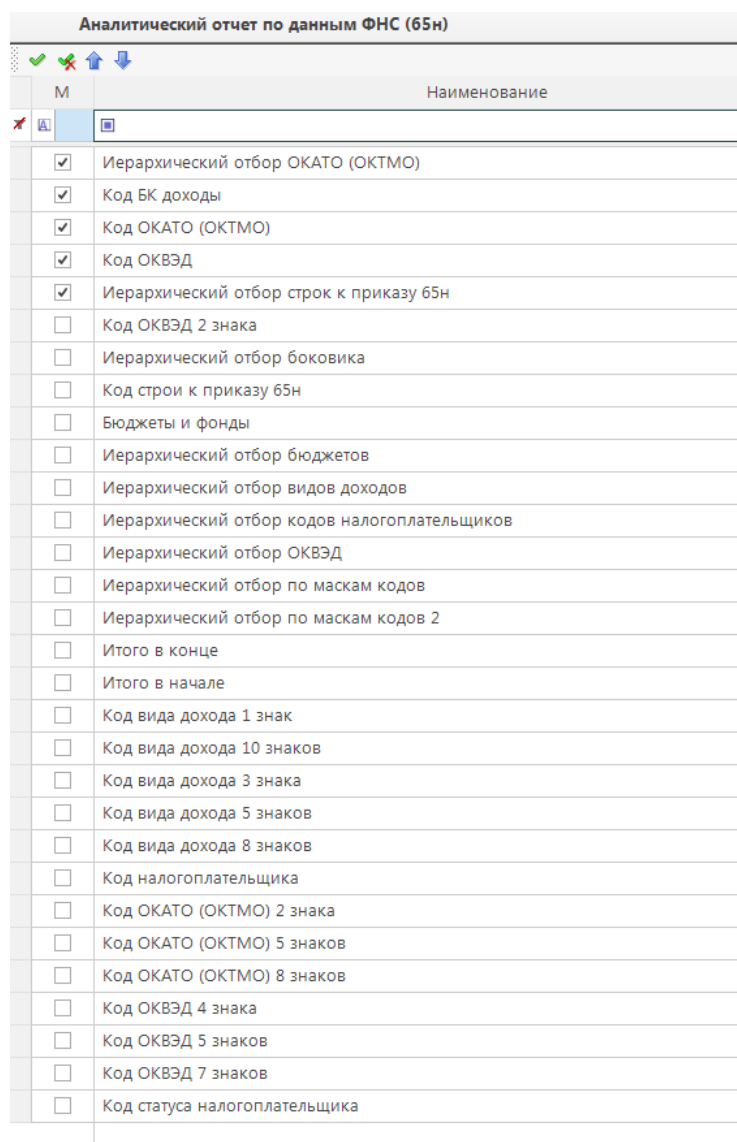 Аналитический отчет по данным ФНС (65н)
М Наименование
Иерархический отбор ОКАТО (ОКТМО)
Код БК доходы
Код ОКАТО (ОКТМО)
Код ОКВЭД
Иерархический отбор строк к приказу 65н
Код ОКВЭД 2 знака
Иерархический отбор боковика
Код строи к приказу 65н
Бюджеты и фонды
Иерархический отбор бюджетов
Иерархический отбор видов доходов
Иерархический отбор кодов налогоплательщиков
Иерархический отбор ОКВЭД
Иерархический отбор по маскам кодов
Иерархический отбор по маскам кодов 2
Итого в конце
Итого в начале
Код вида дохода 1 знак
Код вида дохода 10 знаков
Код вида дохода 3 знака
Код вида дохода 5 знаков
Код вида дохода 8 знаков
Код налогоплательщика
Код ОКАТО (ОКТМО) 2 знака
Код ОКАТО (ОКТМО) 5 знаков
Код ОКАТО (ОКТМО) 8 знаков
Код ОКВЭД 4 знака
Код ОКВЭД 5 знаков
Код ОКВЭД 7 знаков
Код статуса налогоплательщика